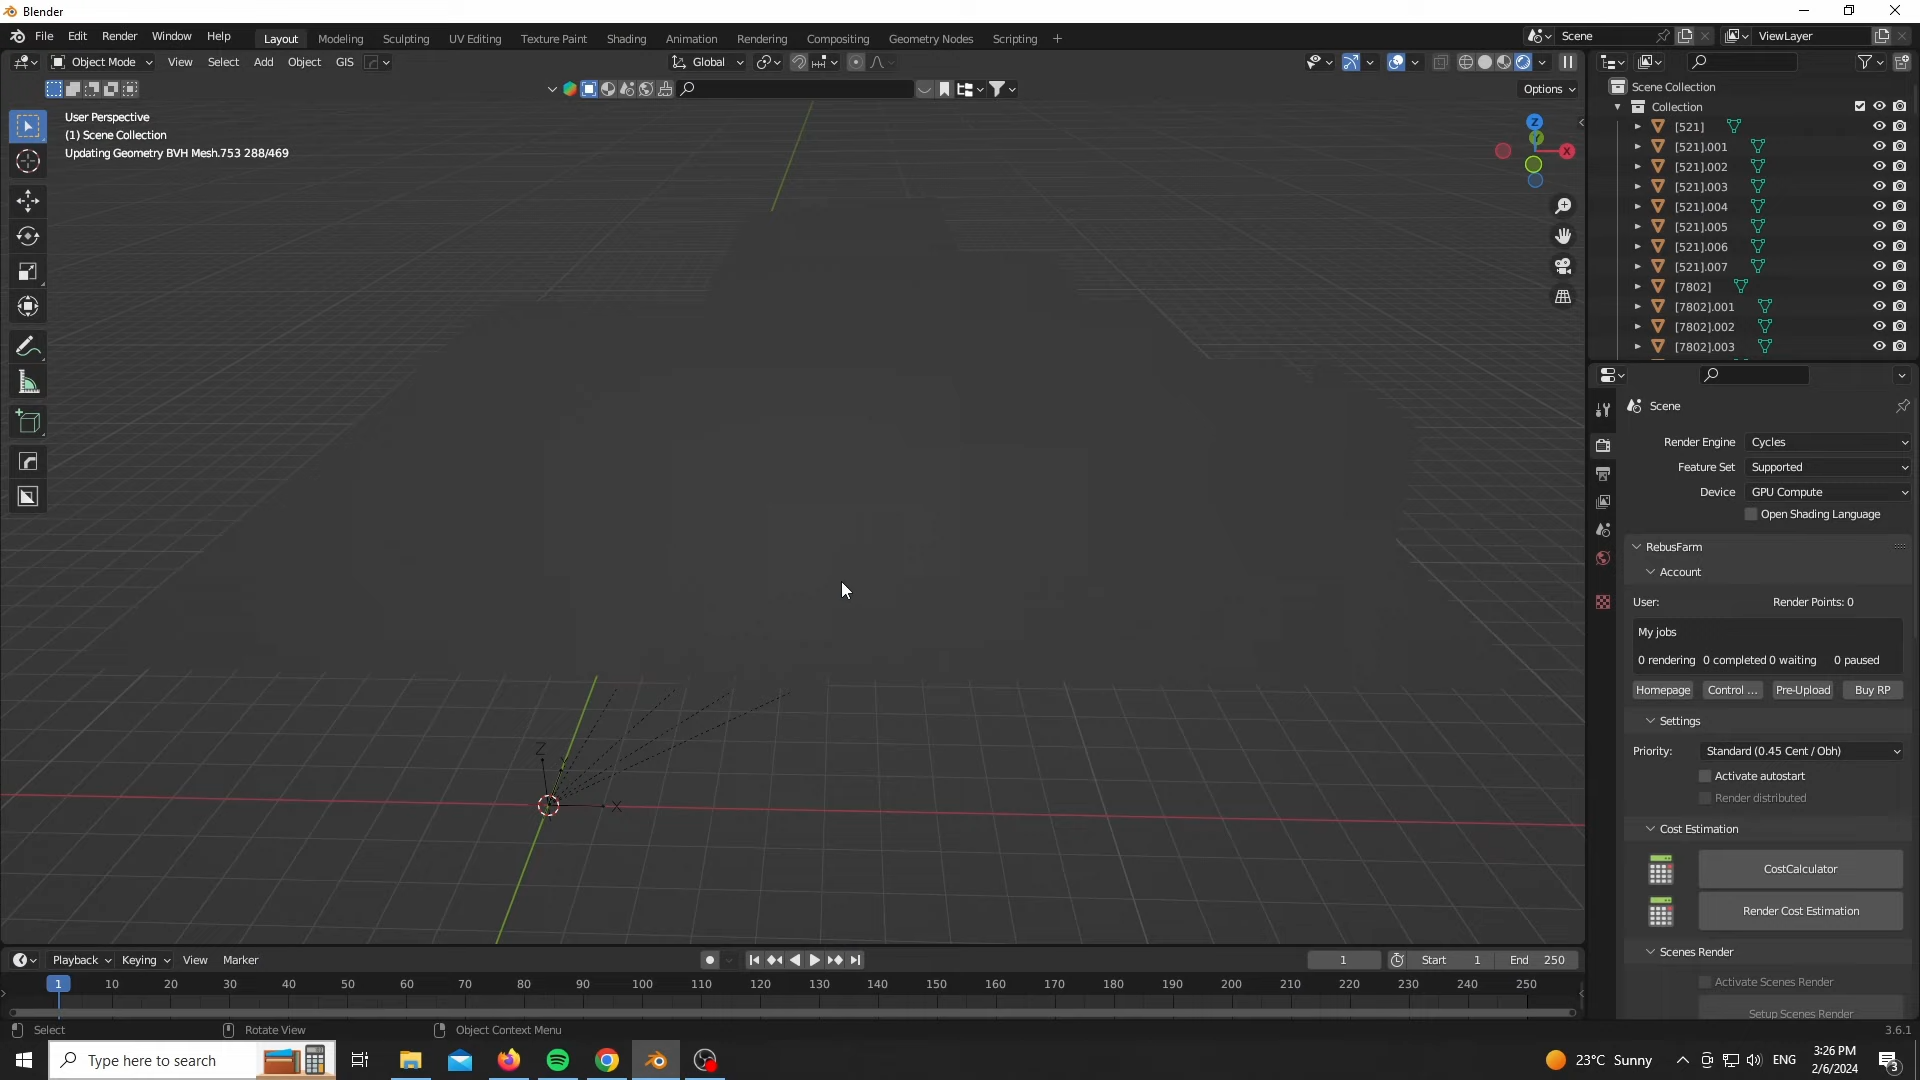 Blender
File Edit Render Window Help Layout Modeling Sculpting UV Editing Texture Paint Shading Animation Rendering Compositing Geometry Nodes Scripting + Scene ViewLayer
Object Mode View Select Add Object GIS Global
Options
User Perspective
(1) Scene Collection
Updating Geometry BVH Mesh.753 288/469
Z
Y
X
Scene Collection
Collection
[521]
[521].001
[521].002
[521].003
[521].004
[521].005
[521].006
[521].007
[7802]
[7802].001
[7802].002
[7802].003
Scene
Render Engine Cycles
Feature Set Supported
Device GPU Compute
Open Shading Language
RebusFarm
Account
User: Render Points: 0
My jobs
0 rendering 0 completed 0 waiting 0 paused
Homepage Control ... Pre-Upload Buy RP
Settings
Priority: Standard (0.45 Cent / Obh)
Activate autostart
Render distributed
Cost Estimation
CostCalculator
Render Cost Estimation
Scenes Render
Activate Scenes Render
Setup Scenes Render
Z
X
Playback Keying View Marker 1 Start 1 End 250
1 10 20 30 40 50 60 70 80 90 100 110 120 130 140 150 160 170 180 190 200 210 220 230 240 250
Select Rotate View Object Context Menu 3.6.1
Type here to search 23°C Sunny ENG 3:26 PM
2/6/2024
3